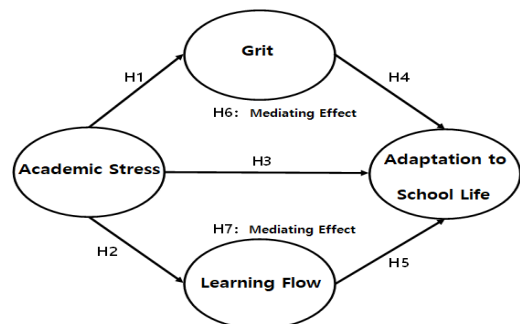 Grit
H1
H4
H6: Mediating Effect
Academic Stress
H3
Adaptation to
School Life
H7: Mediating Effect
H2
H5
Learning Flow